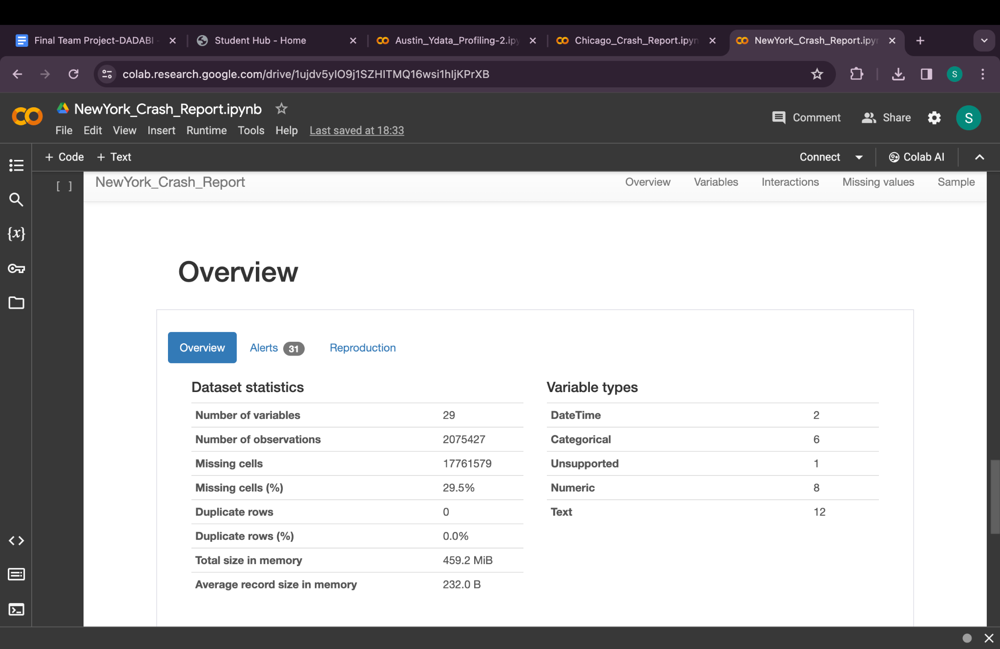 Final Team Project-DADABI
Student Hub - Home
Austin_Ydata_Profiling-2.ipy
Chicago_Crash_Report.ipyn
NewYork_Crash_Report.ipyn
colab.research.google.com/drive/1ujdv5yIO9j1SZHITMQ16wsi1hIjKPrXB
S
NewYork_Crash_Report.ipynb
Comment Share S
File Edit View Insert Runtime Tools Help Last saved at 18:33
+ Code + Text Connect Colab AI
[ ] NewYork_Crash_Report Overview Variables Interactions Missing values Sample
{x}
Overview
Overview Alerts 31 Reproduction
Dataset statistics
Number of variables 29
Number of observations 2075427
Missing cells 17761579
Missing cells (%) 29.5%
Duplicate rows 0
Duplicate rows (%) 0.0%
Total size in memory 459.2 MiB
Average record size in memory 232.0 B
Variable types
DateTime 2
Categorical 6
Unsupported 1
Numeric 8
Text 12